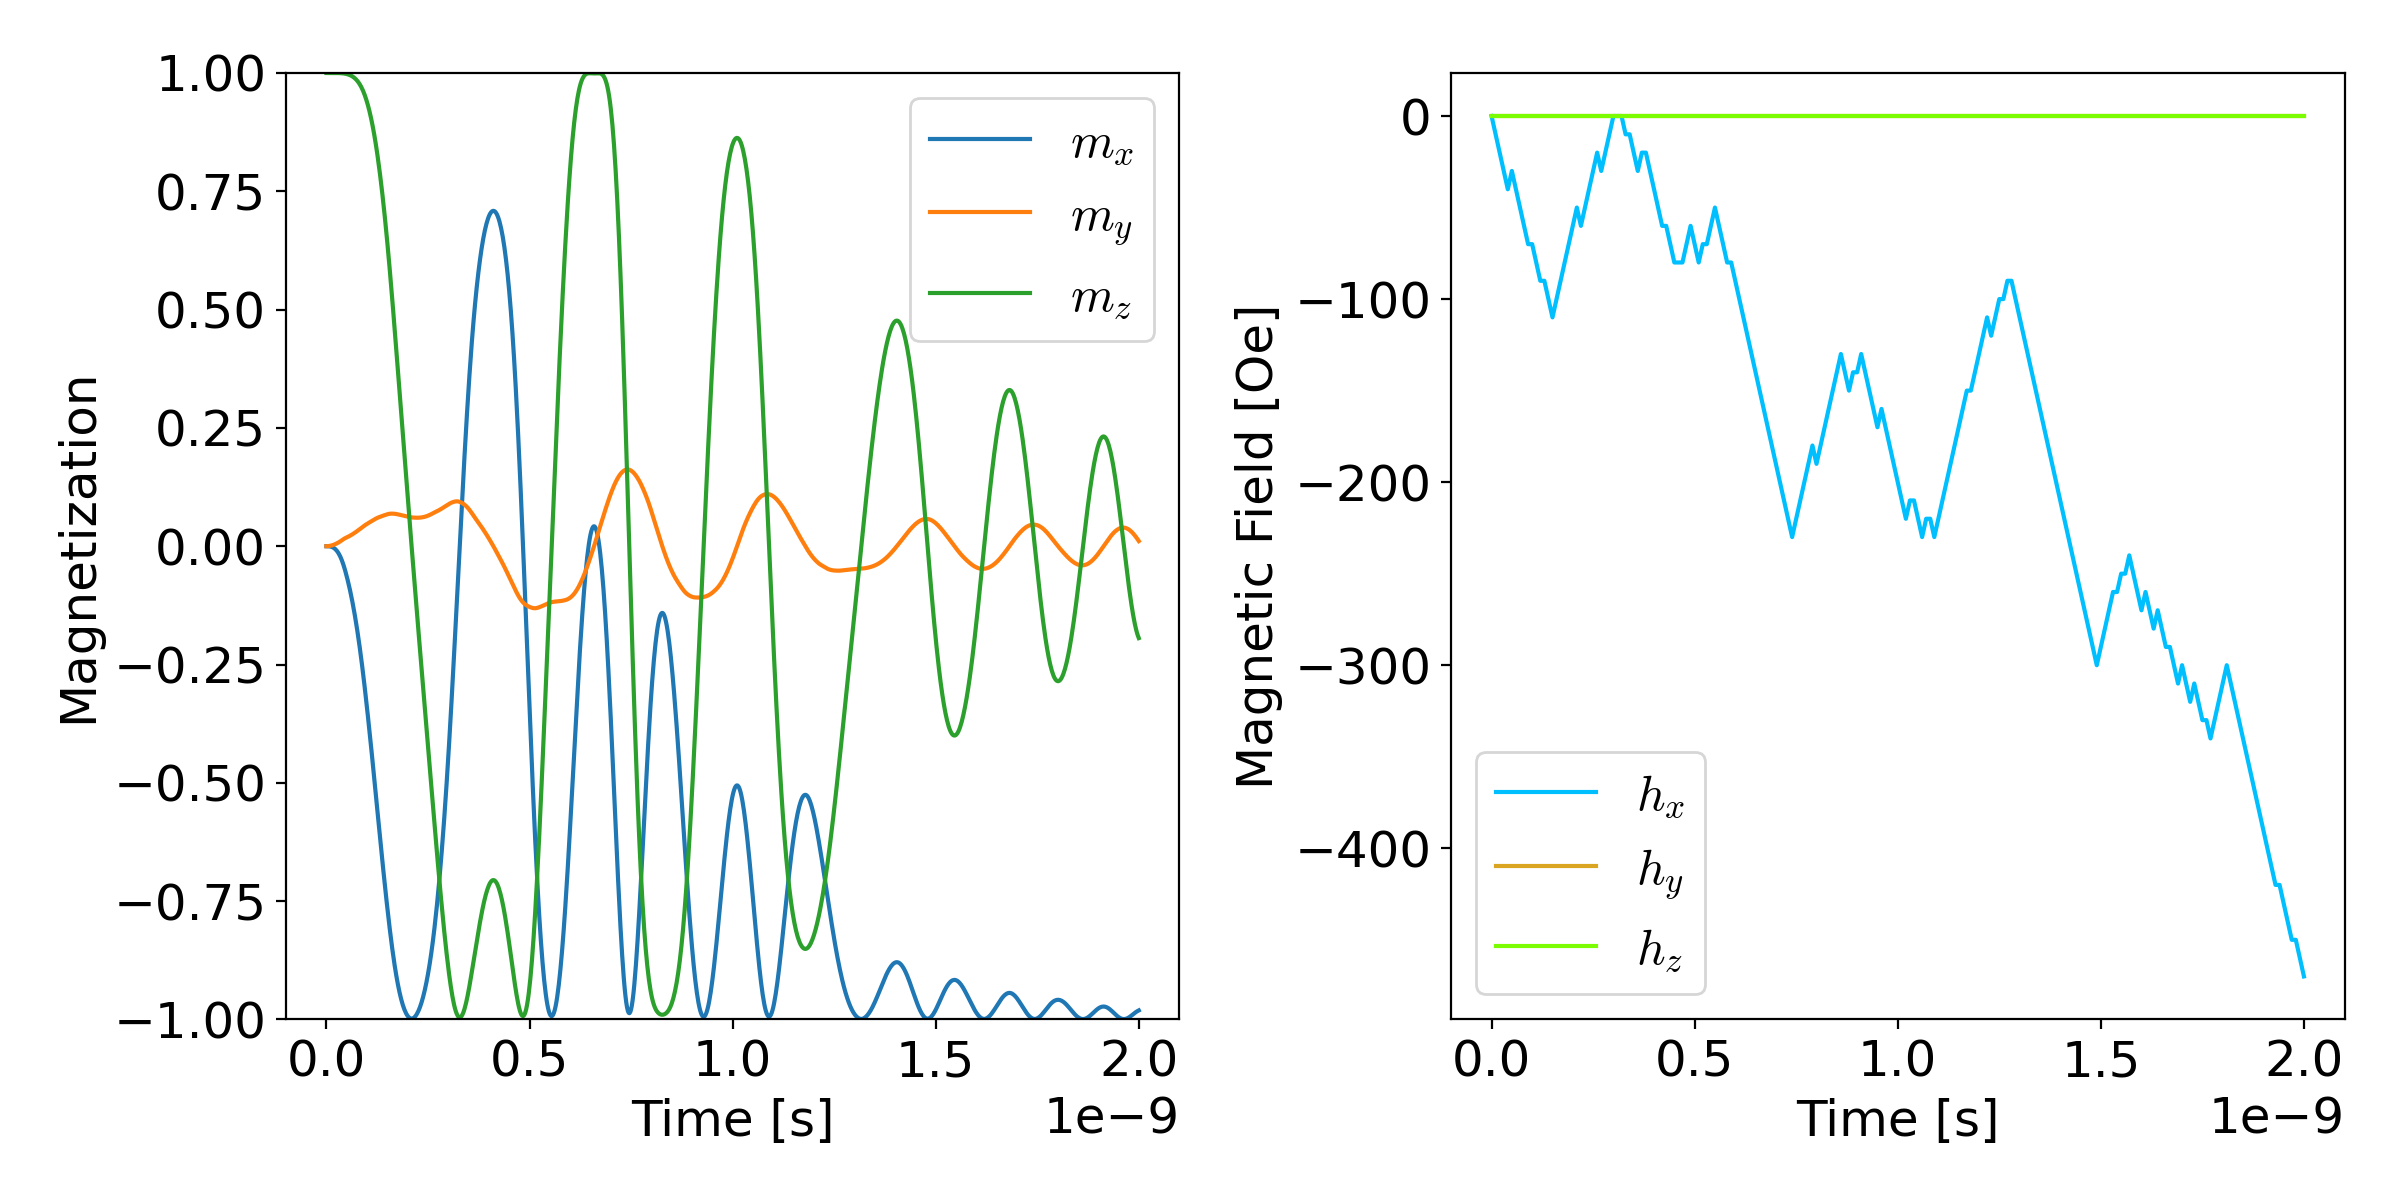 Magnetization
1.00
0.75
0.50
0.25
0.00
−0.25
−0.50
−0.75
−1.00
0.0 0.5 1.0 1.5 2.0
Time [s]
1e−9
m_x
m_y
m_z
Magnetic Field [Oe]
0
−100
−200
−300
−400
0.0 0.5 1.0 1.5 2.0
Time [s]
1e−9
h_x
h_y
h_z